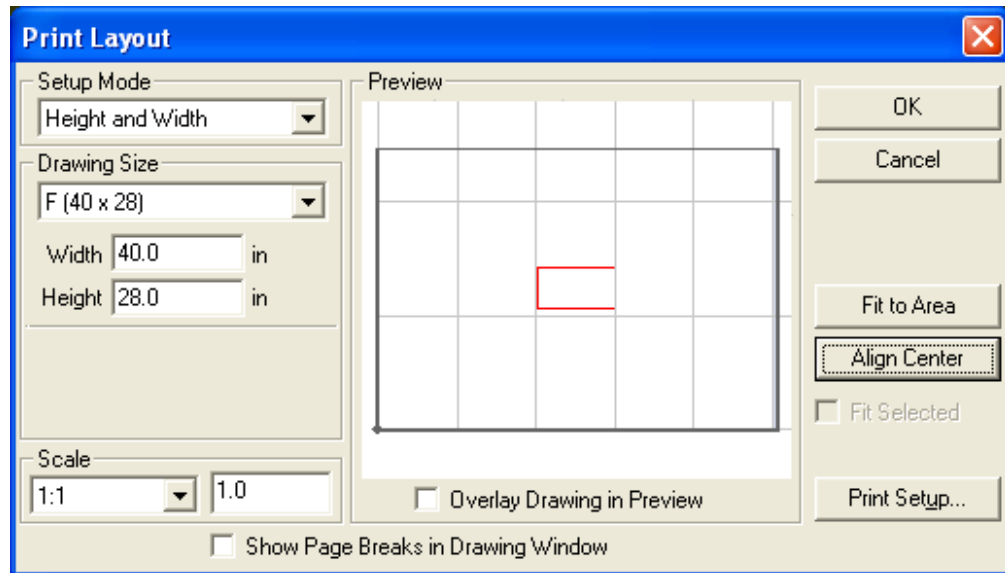 Print Layout
Setup Mode
Height and Width
Drawing Size
F (40 x 28)
Width 40.0 in
Height 28.0 in
Scale
1:1 1.0
Preview
Overlay Drawing in Preview
Show Page Breaks in Drawing Window
OK
Cancel
Fit to Area
Align Center
Fit Selected
Print Setup...